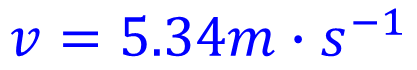 v = 5.34m · s⁻¹